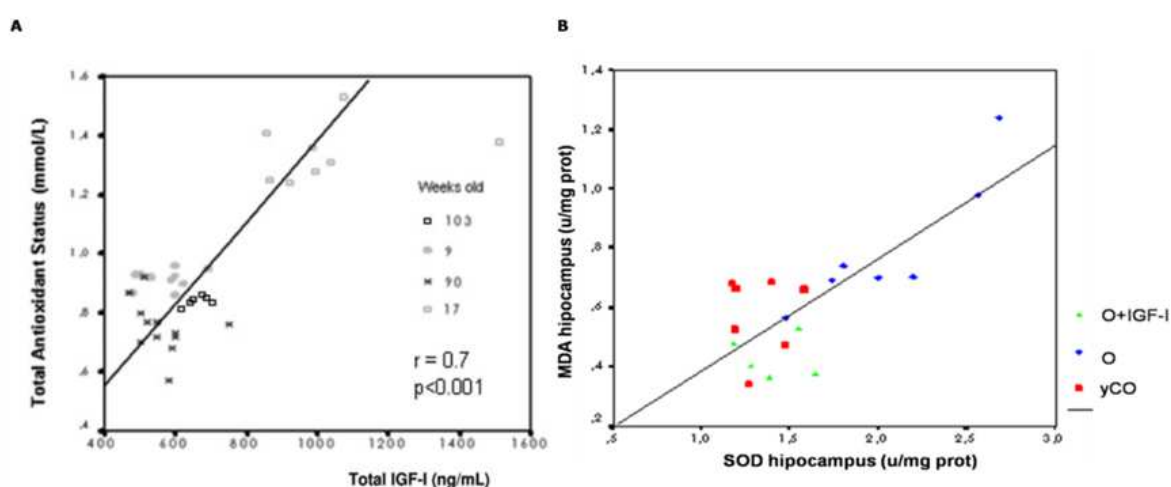 A
Total Antioxidant Status (mmol/L)
1.6
1.4
1.2
1.0
.8
.6
.4
400
600
800
1000
1200
1400
1600
Total IGF-I (ng/mL)
Weeks old
103
9
90
17
r = 0.7
p<0.001
B
MDA hipocampus (u/mg prot)
1,4
1,2
1,0
,8
,6
,4
,2
,5
1,0
1,5
2,0
2,5
3,0
SOD hipocampus (u/mg prot)
O+IGF-I
O
yCO